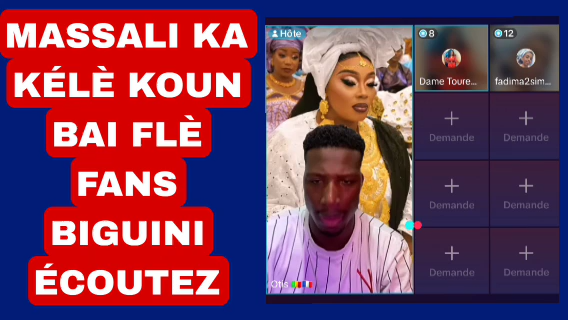 MASSALI KA
KÉLÈ KOUN
BAI FLÈ
FANS
BIGUINI
ÉCOUTEZ
Hôte
8
12
Dame Toure...
fadima2sim...
Demande
Demande
Demande
Demande
Demande
Demande
Otis